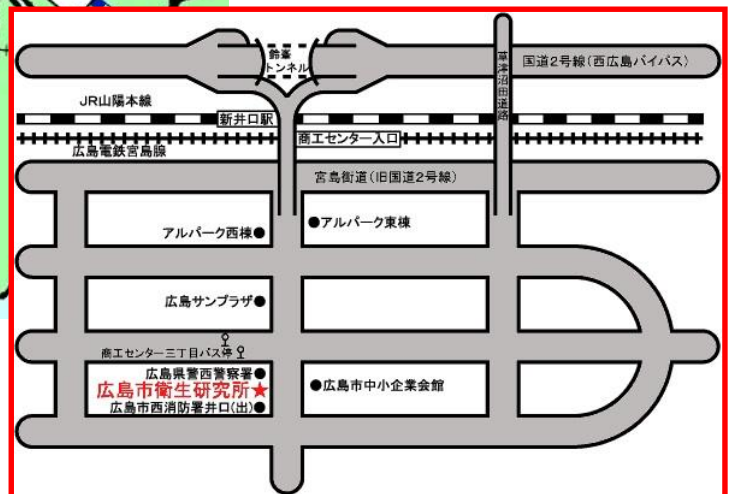 鈴峯
トンネル
国道2号線(西広島バイパス)
草津沼田道路
JR山陽本線
新井口駅
商工センター入口
広島電鉄宮島線
宮島街道(旧国道2号線)
アルパーク西棟●
●アルパーク東棟
広島サンプラザ●
商工センター三丁目バス停
広島県警西警察署●
広島市衛生研究所★
広島市西消防署井口(出)●
●広島市中小企業会館